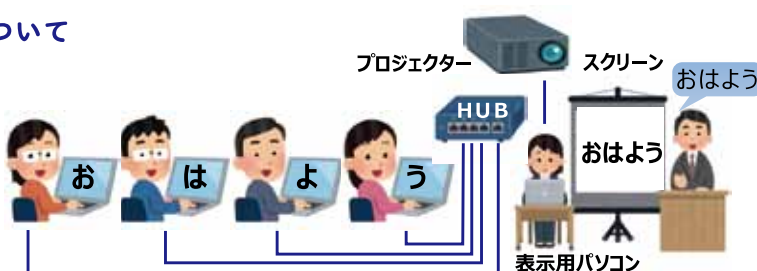 ついて
プロジェクター
スクリーン
おはよう
HUB
お
は
よ
う
おはよう
表示用パソコン